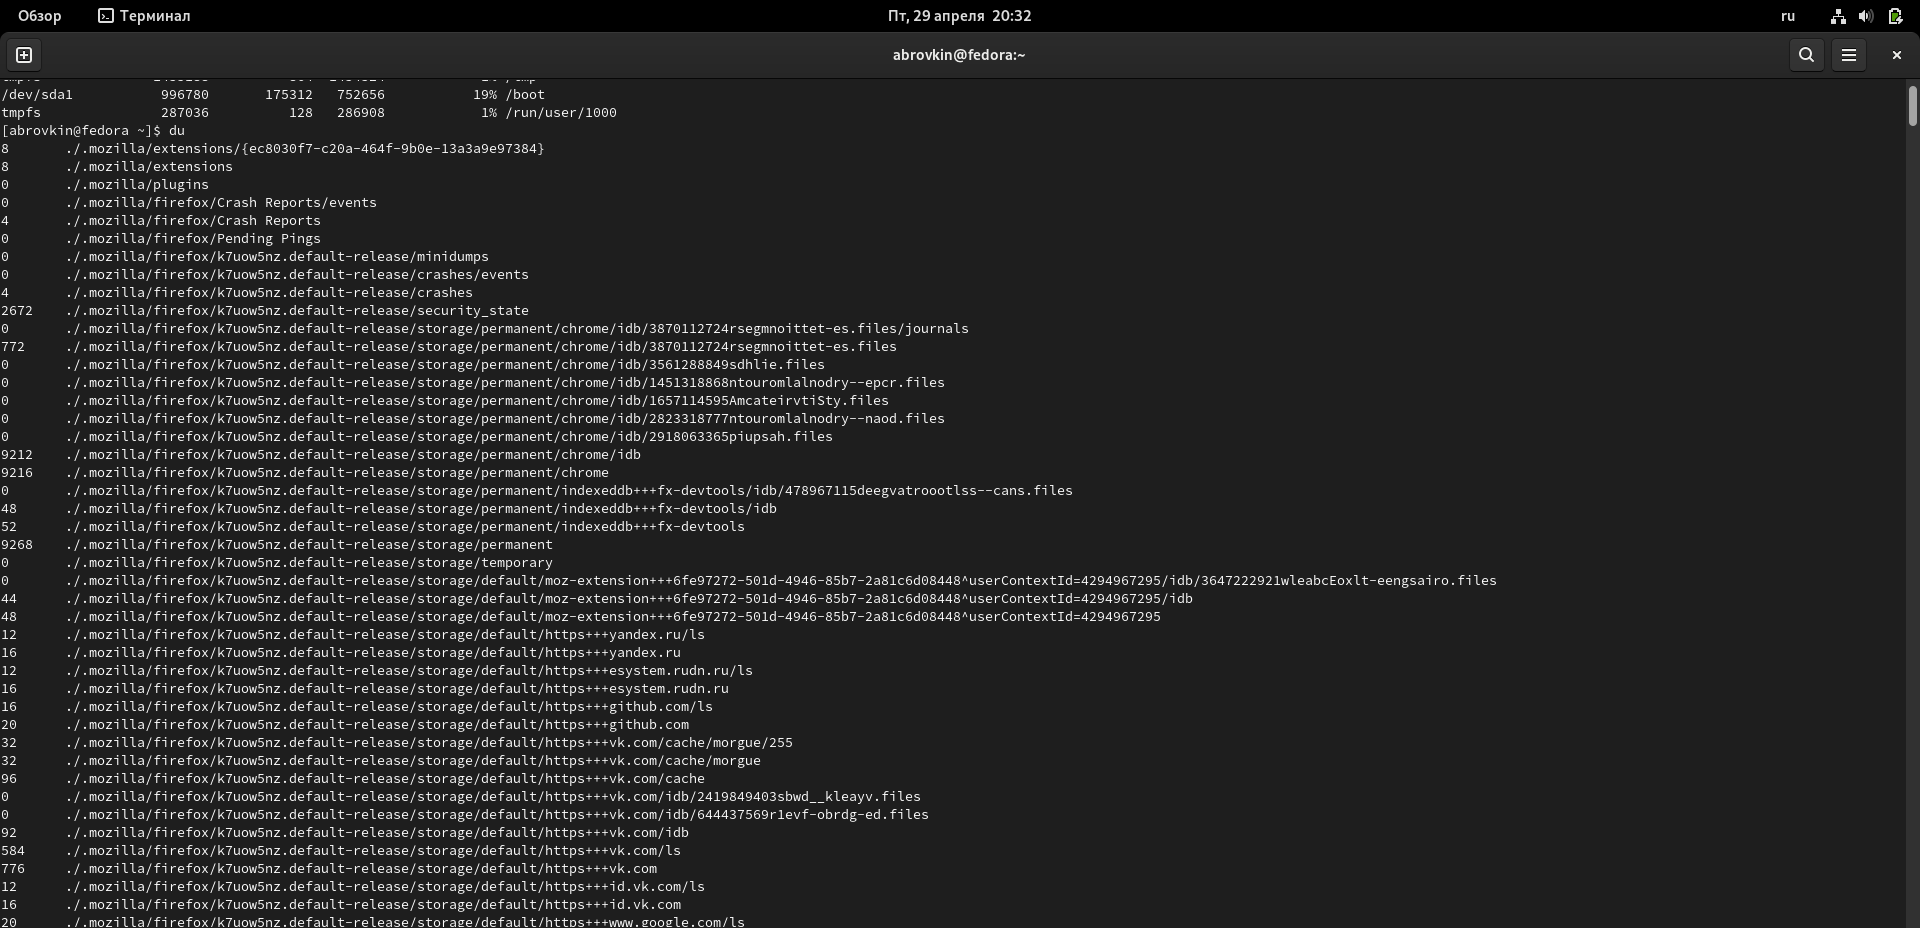 Обзор Терминал Пт, 29 апреля 20:32 ru
abrovkin@fedora:~
/dev/sda1 996780 175312 752656 19% /boot
tmpfs 287036 128 286908 1% /run/user/1000
[abrovkin@fedora ~]$ du
8 ./.mozilla/extensions/{ec8030f7-c20a-464f-9b0e-13a3a9e97384}
8 ./.mozilla/extensions
0 ./.mozilla/plugins
0 ./.mozilla/firefox/Crash Reports/events
4 ./.mozilla/firefox/Crash Reports
0 ./.mozilla/firefox/Pending Pings
0 ./.mozilla/firefox/k7uow5nz.default-release/minidumps
0 ./.mozilla/firefox/k7uow5nz.default-release/crashes/events
4 ./.mozilla/firefox/k7uow5nz.default-release/crashes
2672 ./.mozilla/firefox/k7uow5nz.default-release/security_state
0 ./.mozilla/firefox/k7uow5nz.default-release/storage/permanent/chrome/idb/3870112724rsegmnoittet-es.files/journals
772 ./.mozilla/firefox/k7uow5nz.default-release/storage/permanent/chrome/idb/3870112724rsegmnoittet-es.files
0 ./.mozilla/firefox/k7uow5nz.default-release/storage/permanent/chrome/idb/3561288849sdhlie.files
0 ./.mozilla/firefox/k7uow5nz.default-release/storage/permanent/chrome/idb/1451318868ntouromlalnodry--epcr.files
0 ./.mozilla/firefox/k7uow5nz.default-release/storage/permanent/chrome/idb/1657114595AmcateirvtiSty.files
0 ./.mozilla/firefox/k7uow5nz.default-release/storage/permanent/chrome/idb/2823318777ntouromlalnodry--naod.files
0 ./.mozilla/firefox/k7uow5nz.default-release/storage/permanent/chrome/idb/2918063365piupsah.files
9212 ./.mozilla/firefox/k7uow5nz.default-release/storage/permanent/chrome/idb
9216 ./.mozilla/firefox/k7uow5nz.default-release/storage/permanent/chrome
0 ./.mozilla/firefox/k7uow5nz.default-release/storage/permanent/indexeddb+++fx-devtools/idb/478967115deegvatroootlss--cans.files
48 ./.mozilla/firefox/k7uow5nz.default-release/storage/permanent/indexeddb+++fx-devtools/idb
52 ./.mozilla/firefox/k7uow5nz.default-release/storage/permanent/indexeddb+++fx-devtools
9268 ./.mozilla/firefox/k7uow5nz.default-release/storage/permanent
0 ./.mozilla/firefox/k7uow5nz.default-release/storage/temporary
0 ./.mozilla/firefox/k7uow5nz.default-release/storage/default/moz-extension+++6fe97272-501d-4946-85b7-2a81c6d08448^userContextId=4294967295/idb/3647222921wleabcEoxlt-eengsairo.files
44 ./.mozilla/firefox/k7uow5nz.default-release/storage/default/moz-extension+++6fe97272-501d-4946-85b7-2a81c6d08448^userContextId=4294967295/idb
48 ./.mozilla/firefox/k7uow5nz.default-release/storage/default/moz-extension+++6fe97272-501d-4946-85b7-2a81c6d08448^userContextId=4294967295
12 ./.mozilla/firefox/k7uow5nz.default-release/storage/default/https+++yandex.ru/ls
16 ./.mozilla/firefox/k7uow5nz.default-release/storage/default/https+++yandex.ru
12 ./.mozilla/firefox/k7uow5nz.default-release/storage/default/https+++esystem.rudn.ru/ls
16 ./.mozilla/firefox/k7uow5nz.default-release/storage/default/https+++esystem.rudn.ru
16 ./.mozilla/firefox/k7uow5nz.default-release/storage/default/https+++github.com/ls
20 ./.mozilla/firefox/k7uow5nz.default-release/storage/default/https+++github.com
32 ./.mozilla/firefox/k7uow5nz.default-release/storage/default/https+++vk.com/cache/morgue/255
32 ./.mozilla/firefox/k7uow5nz.default-release/storage/default/https+++vk.com/cache/morgue
96 ./.mozilla/firefox/k7uow5nz.default-release/storage/default/https+++vk.com/cache
0 ./.mozilla/firefox/k7uow5nz.default-release/storage/default/https+++vk.com/idb/2419849403sbwd__kleayv.files
0 ./.mozilla/firefox/k7uow5nz.default-release/storage/default/https+++vk.com/idb/644437569r1evf-obrdg-ed.files
92 ./.mozilla/firefox/k7uow5nz.default-release/storage/default/https+++vk.com/idb
584 ./.mozilla/firefox/k7uow5nz.default-release/storage/default/https+++vk.com/ls
776 ./.mozilla/firefox/k7uow5nz.default-release/storage/default/https+++vk.com
12 ./.mozilla/firefox/k7uow5nz.default-release/storage/default/https+++id.vk.com/ls
16 ./.mozilla/firefox/k7uow5nz.default-release/storage/default/https+++id.vk.com
20 ./.mozilla/firefox/k7uow5nz.default-release/storage/default/https+++www.google.com/ls